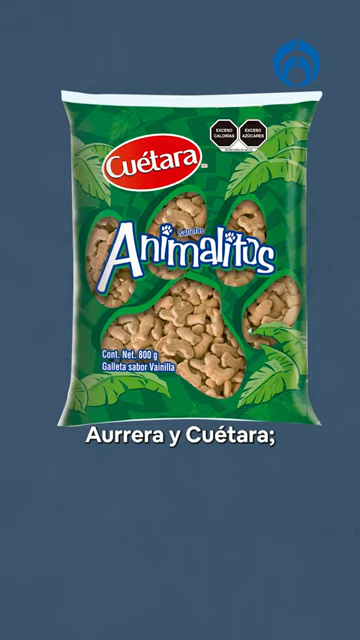 EXCESO
CALORÍAS
EXCESO
AZÚCARES
Cuétara
Galletas
Animalitos
Cont. Net. 800 g
Galleta sabor Vainilla
Aurrera y Cuétara;